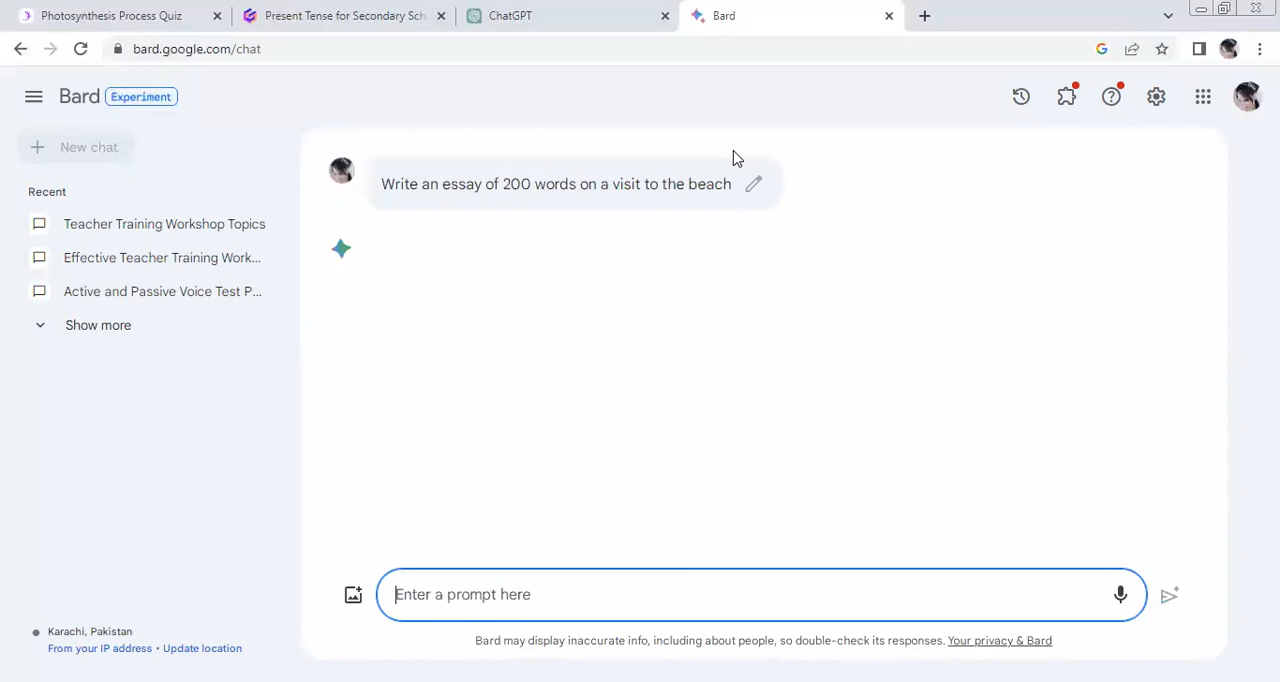 Photosynthesis Process Quiz
Present Tense for Secondary Sch
ChatGPT
Bard
bard.google.com/chat
Bard Experiment
New chat
Recent
Teacher Training Workshop Topics
Effective Teacher Training Work...
Active and Passive Voice Test P...
Show more
Write an essay of 200 words on a visit to the beach
Enter a prompt here
Bard may display inaccurate info, including about people, so double-check its responses. Your privacy & Bard
Karachi, Pakistan
From your IP address • Update location